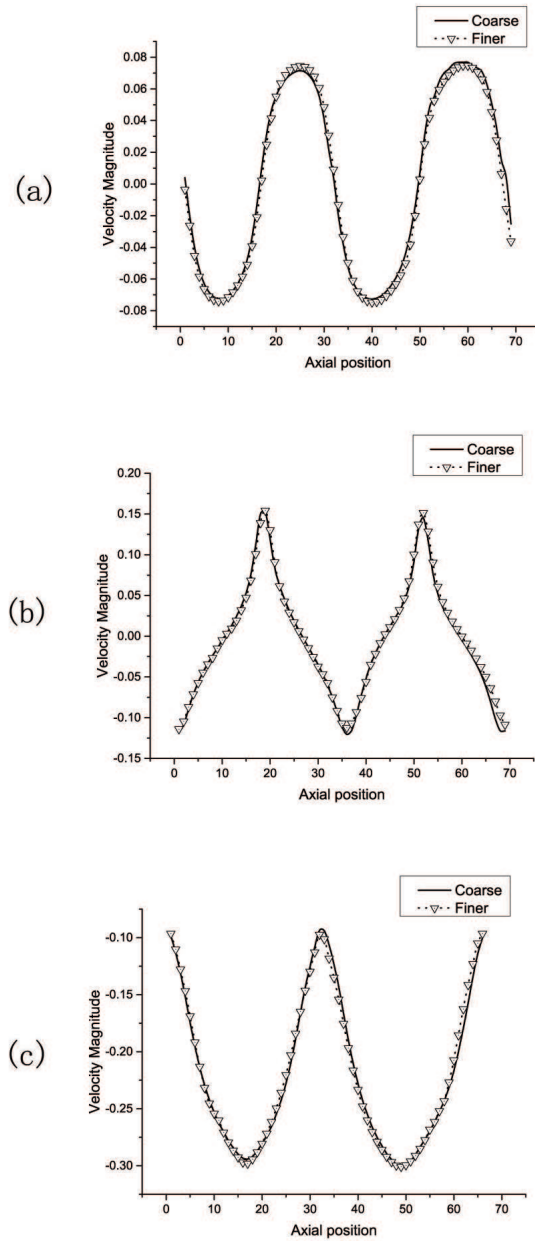 (a)
Coarse
Finer
Velocity Magnitude
0.08
0.06
0.04
0.02
0.00
-0.02
-0.04
-0.06
-0.08
0 10 20 30 40 50 60 70
Axial position
(b)
Coarse
Finer
Velocity Magnitude
0.20
0.15
0.10
0.05
0.00
-0.05
-0.10
-0.15
0 10 20 30 40 50 60 70
Axial position
(c)
Coarse
Finer
Velocity Magnitude
-0.10
-0.15
-0.20
-0.25
-0.30
0 10 20 30 40 50 60 70
Axial position